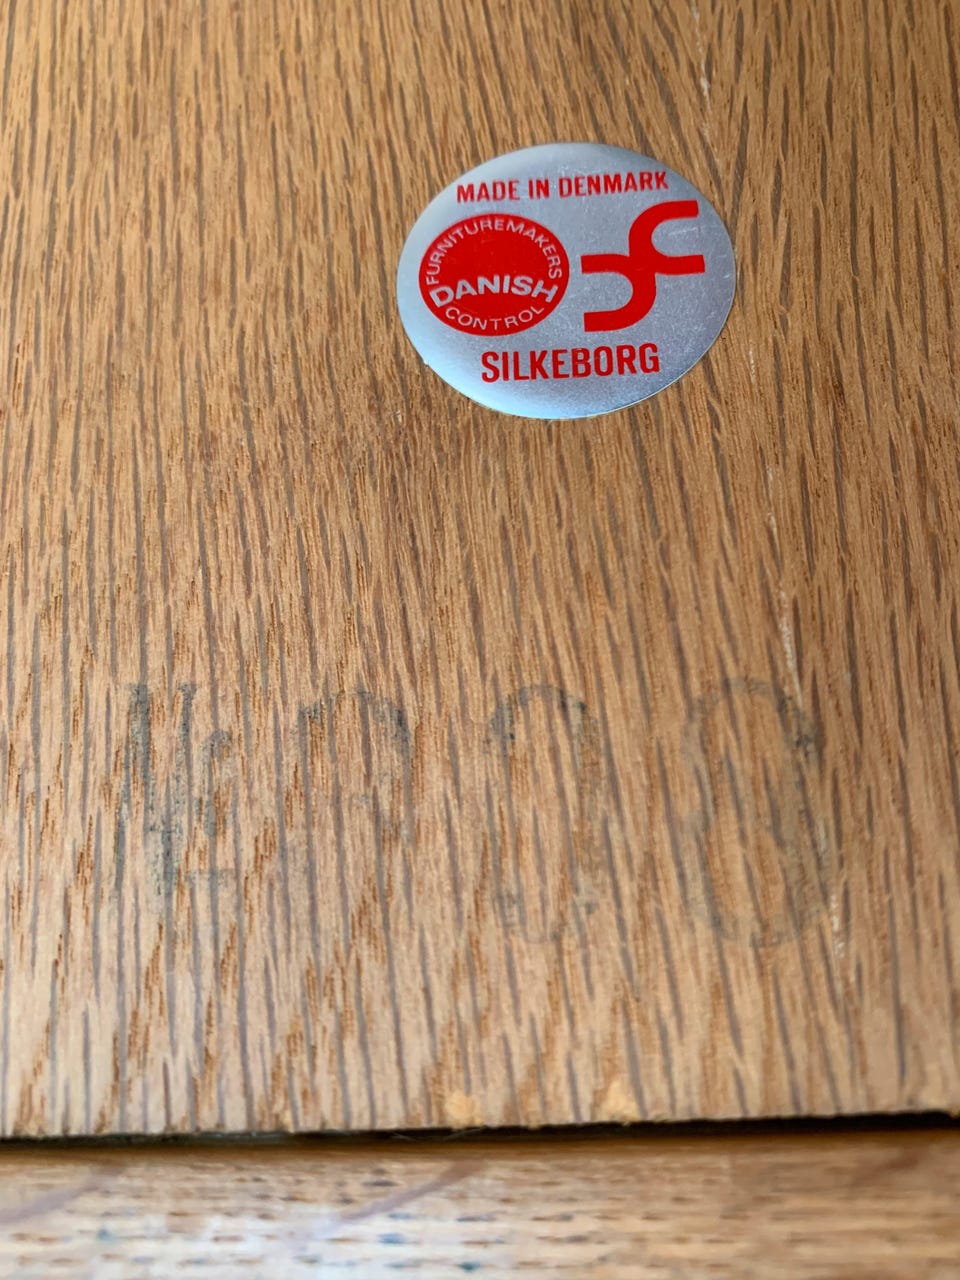 MADE IN DENMARK
FURNITUREMAKERS
DANISH
CONTROL
SILKEBORG